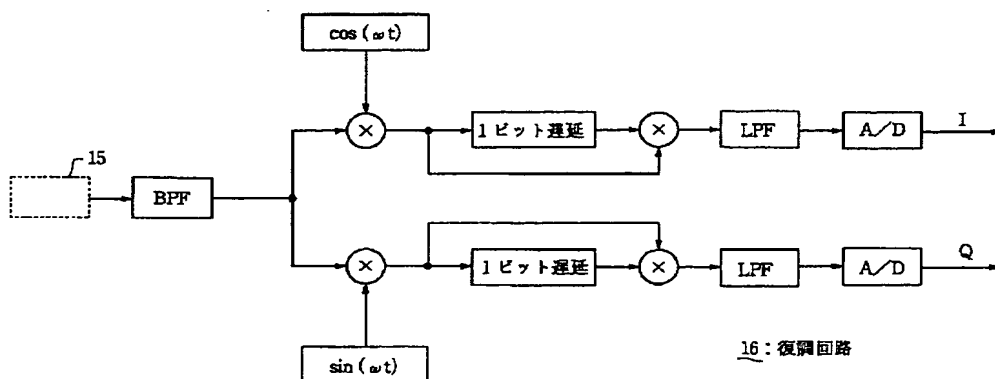 cos(ωt)
1ビット遅延
LPF
A/D
I
15
BPF
×
×
×
×
1ビット遅延
LPF
A/D
Q
sin(ωt)
16:復調回路